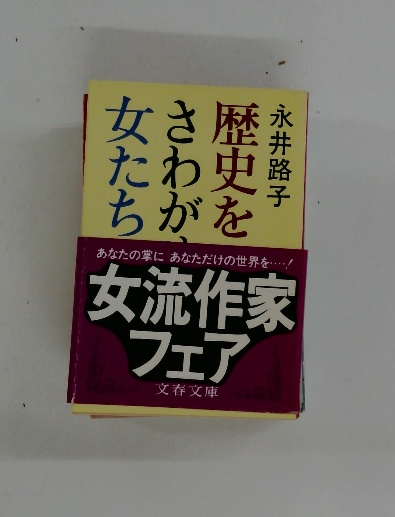 永井路子
歴史を
さわが
女たち
あなたの掌に あなただけの世界を‥‥!
女流作家
フェア
文春文庫